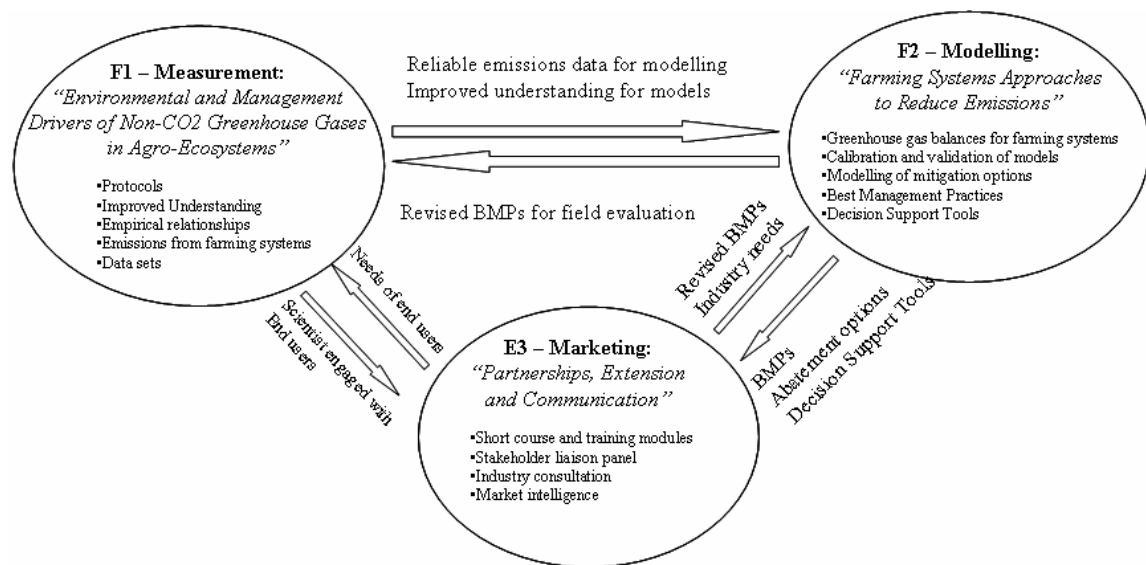 F1 – Measurement:
“Environmental and Management
Drivers of Non-CO2 Greenhouse Gases
in Agro-Ecosystems”
▪Protocols
▪Improved Understanding
▪Empirical relationships
▪Emissions from farming systems
▪Data sets
Reliable emissions data for modelling
Improved understanding for models
Revised BMPs for field evaluation
F2 – Modelling:
“Farming Systems Approaches
to Reduce Emissions”
▪Greenhouse gas balances for farming systems
▪Calibration and validation of models
▪Modelling of mitigation options
▪Best Management Practices
▪Decision Support Tools
Needs of end users
Scientist engaged with
End users
Revised BMPs
Industry needs
BMPs
Abatement options
Decision Support Tools
E3 – Marketing:
“Partnerships, Extension
and Communication”
▪Short course and training modules
▪Stakeholder liaison panel
▪Industry consultation
▪Market intelligence